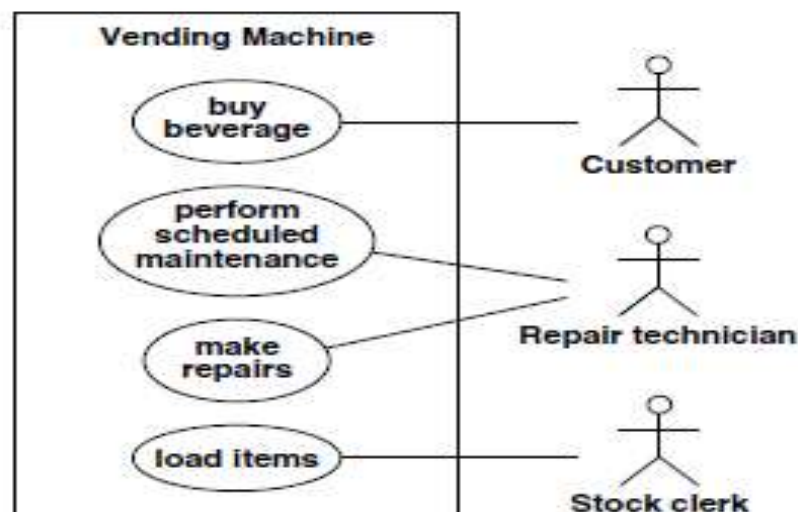 Vending Machine
buy
beverage
Customer
perform
scheduled
maintenance
Repair technician
make
repairs
load items
Stock clerk